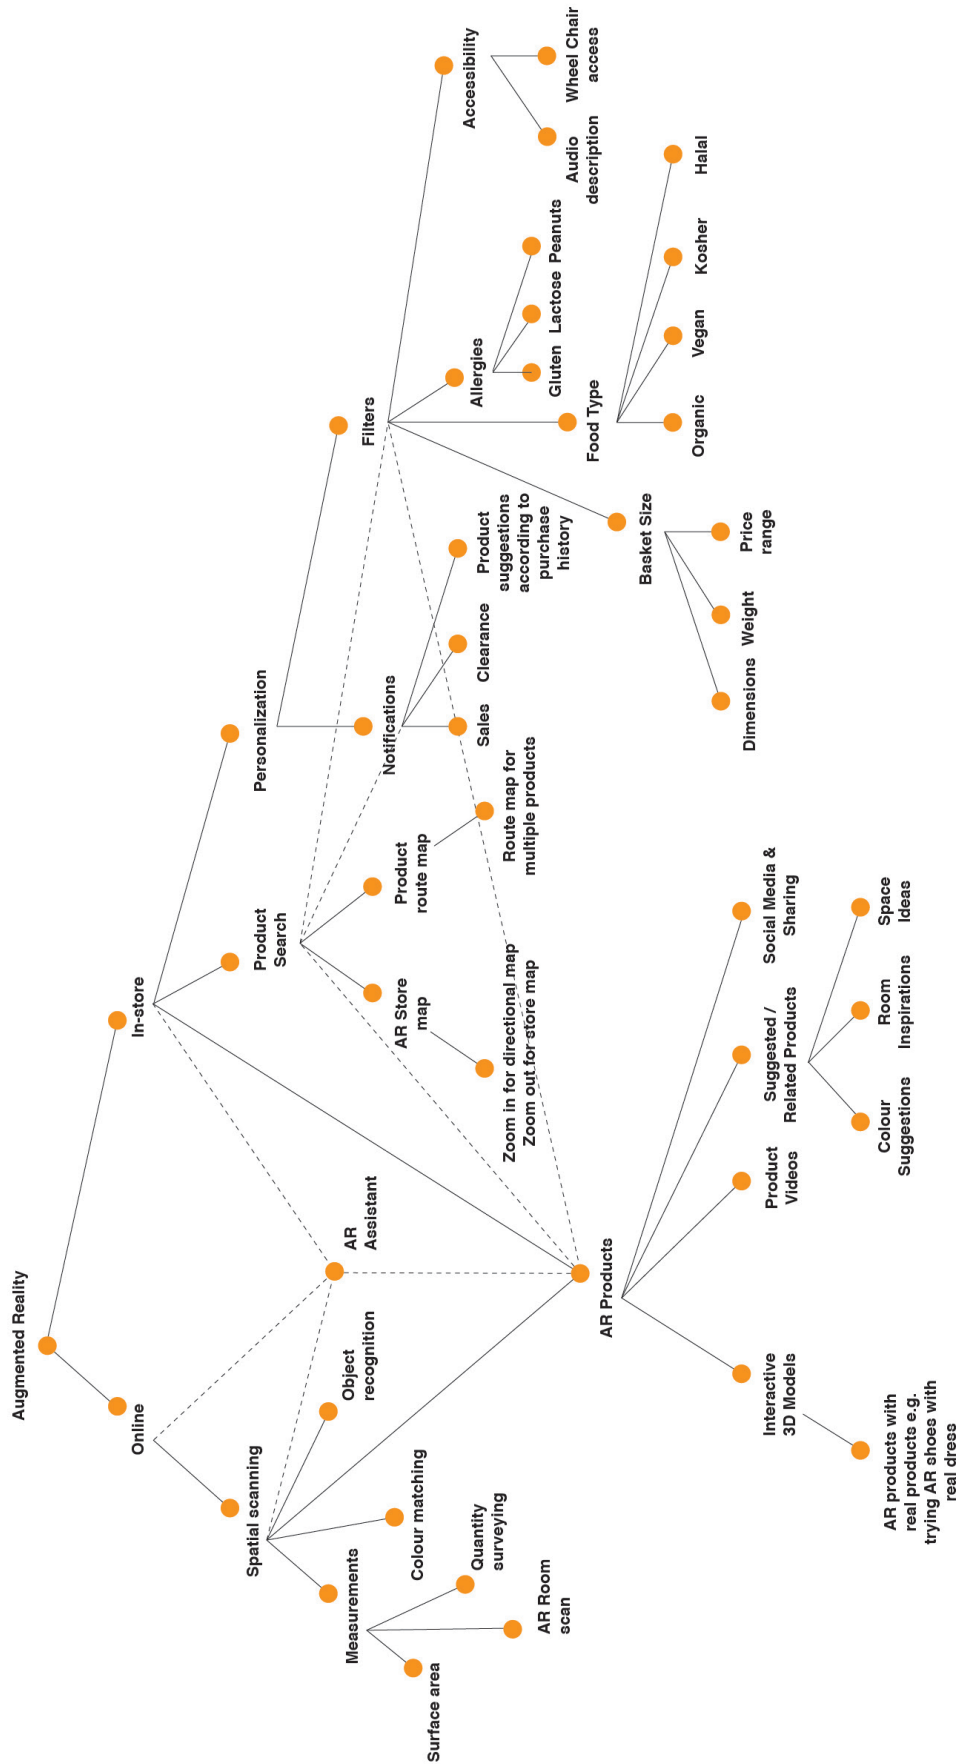 Augmented Reality
Online
In-store
Spatial scanning
Product
Search
Personalization
AR
Assistant
Measurements
Colour matching
Object
recognition
Surface area
AR Room
scan
Quantity
surveying
AR Store
map
Zoom in for directional map
Zoom out for store map
Product
route map
Route map for
multiple products
Notifications
Sales
Clearance
Product
suggestions
according to
purchase
history
Filters
Basket Size
Dimensions
Weight
Price
range
Food Type
Organic
Vegan
Kosher
Halal
Allergies
Gluten
Lactose
Peanuts
Accessibility
Audio
description
Wheel Chair
access
AR Products
Interactive
3D Models
AR products with
real products e.g.
trying AR shoes with
real dress
Product
Videos
Suggested /
Related Products
Colour
Suggestions
Room
Inspirations
Space
Ideas
Social Media &
Sharing